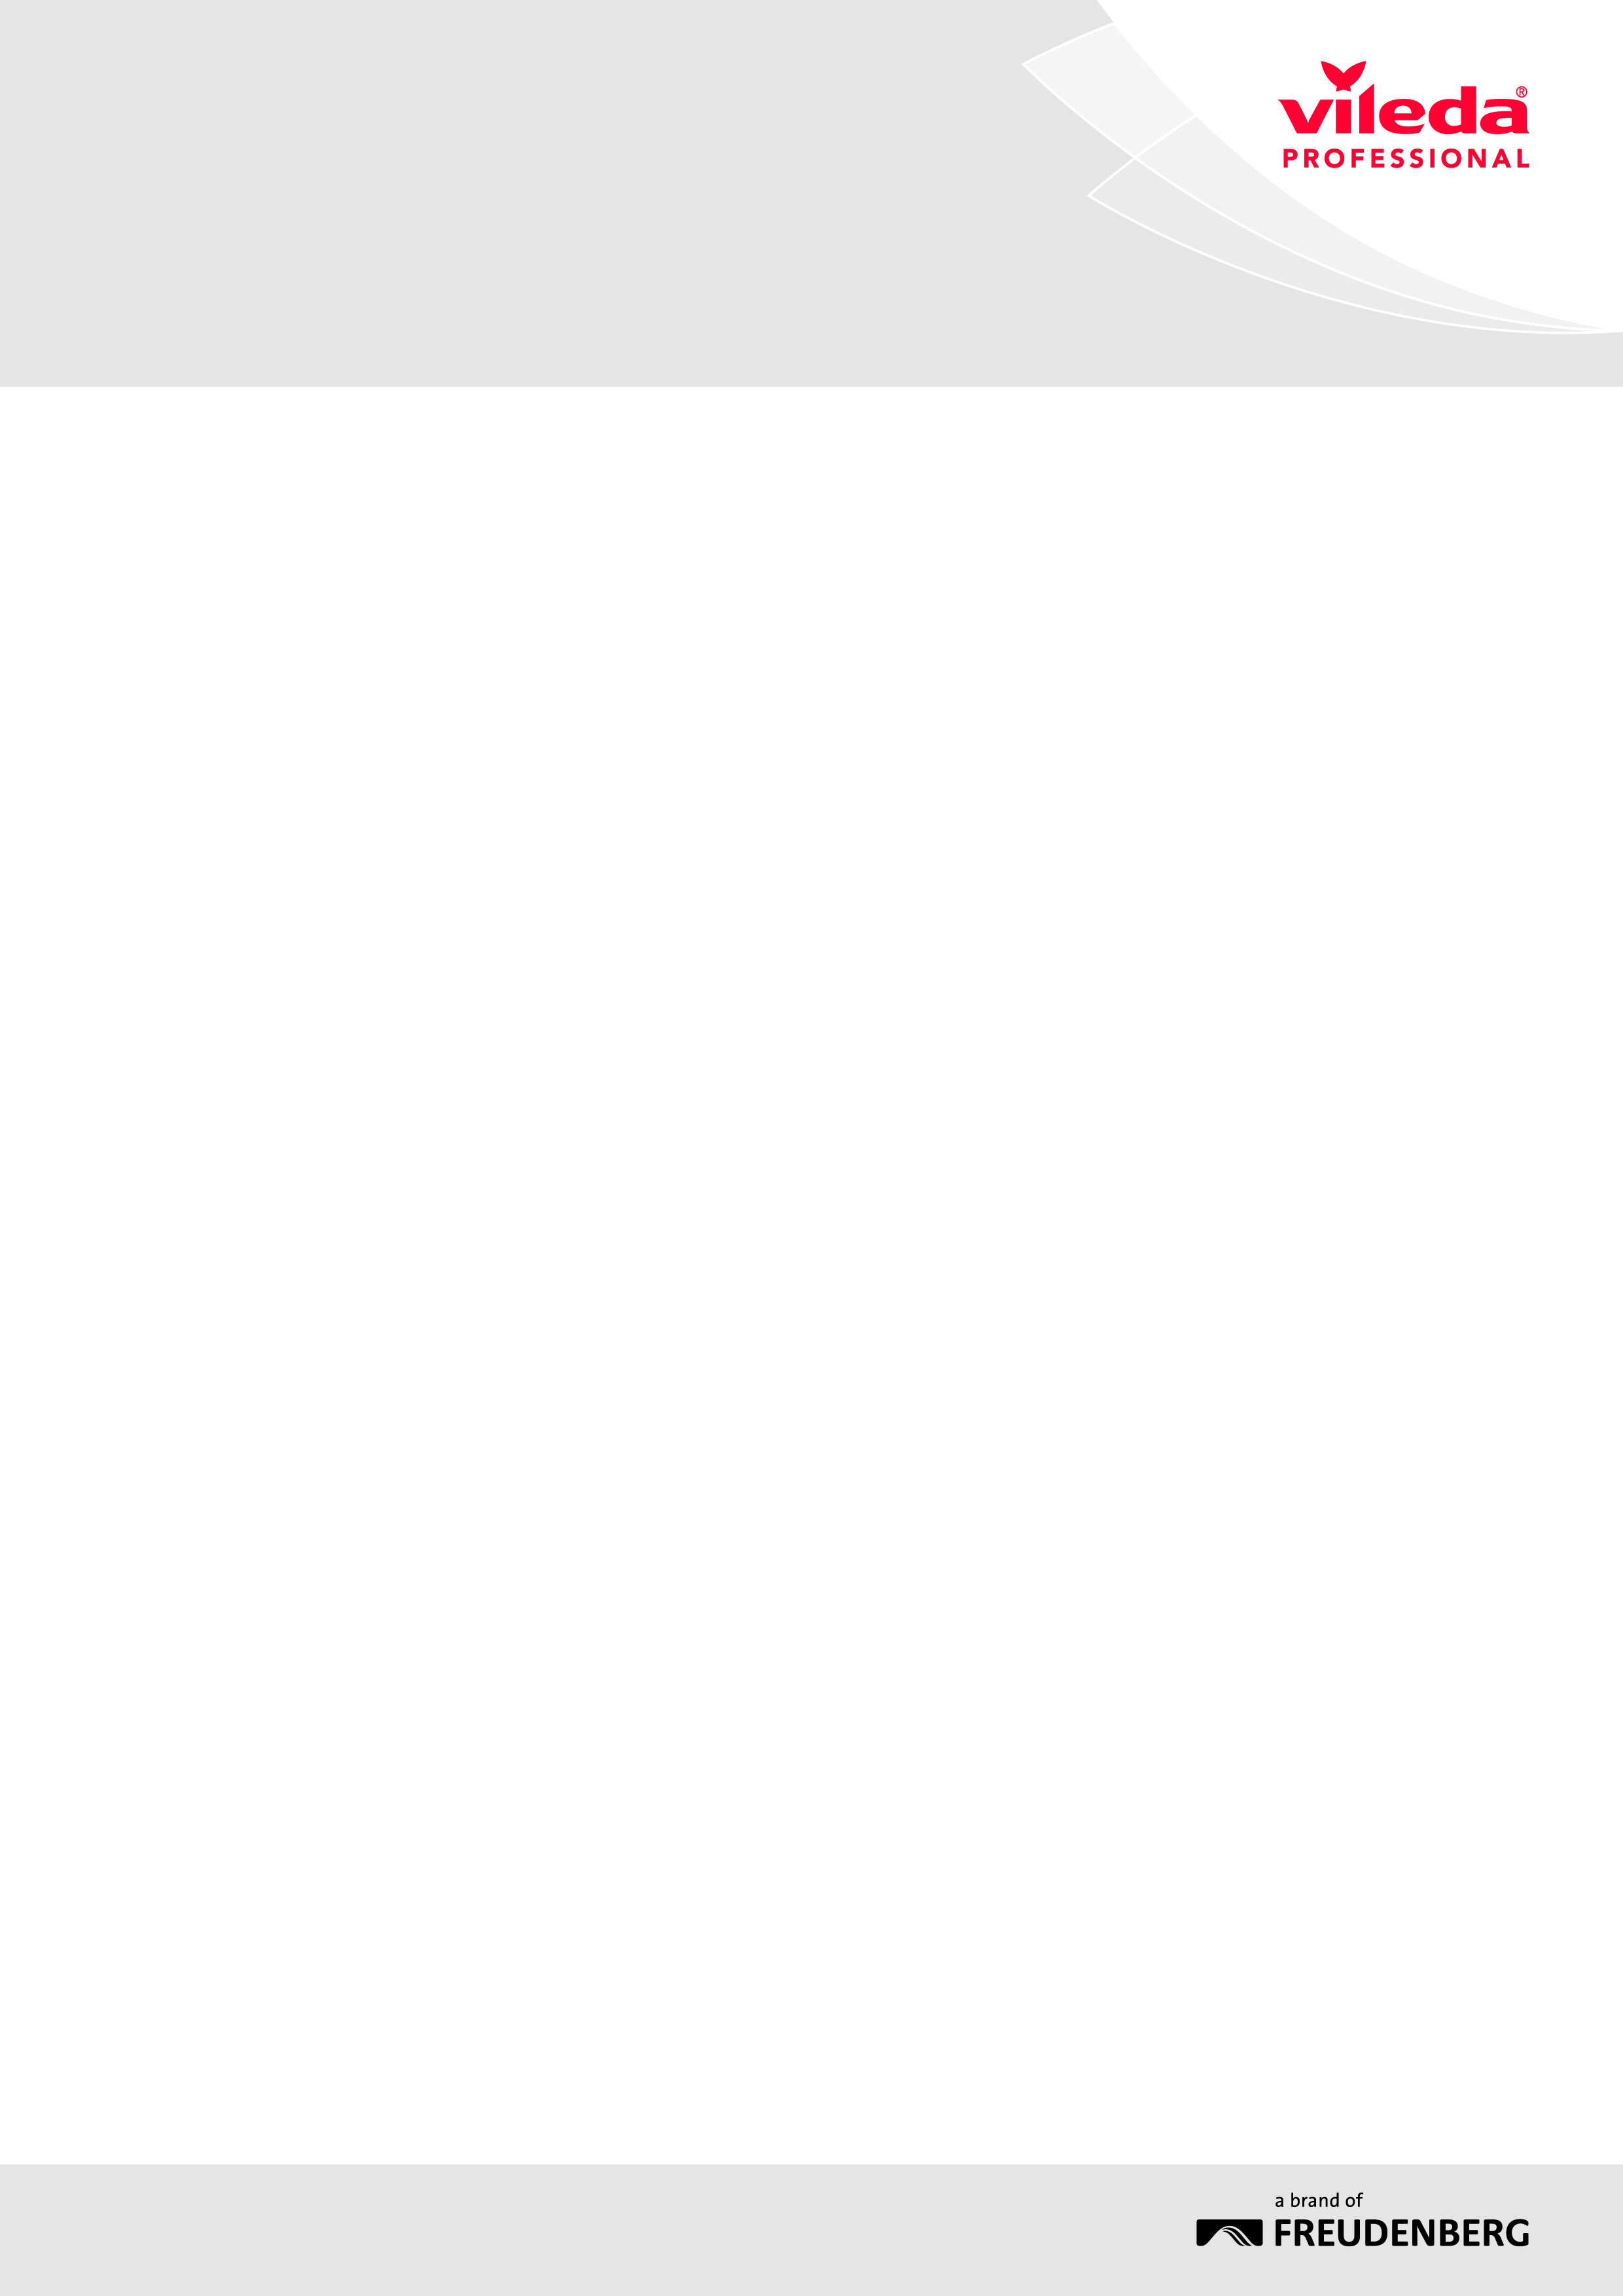 vileda®
PROFESSIONAL
a brand of
FREUDENBERG